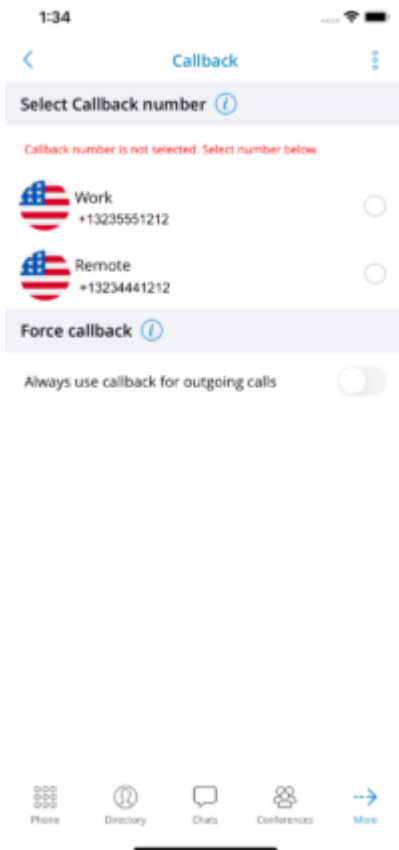 1:34
Callback
Select Callback number
Callback number is not selected. Select number below.
Work
+13235551212
Remote
+13234441212
Force callback
Always use callback for outgoing calls
Phone
Directory
Chats
Conferences
More